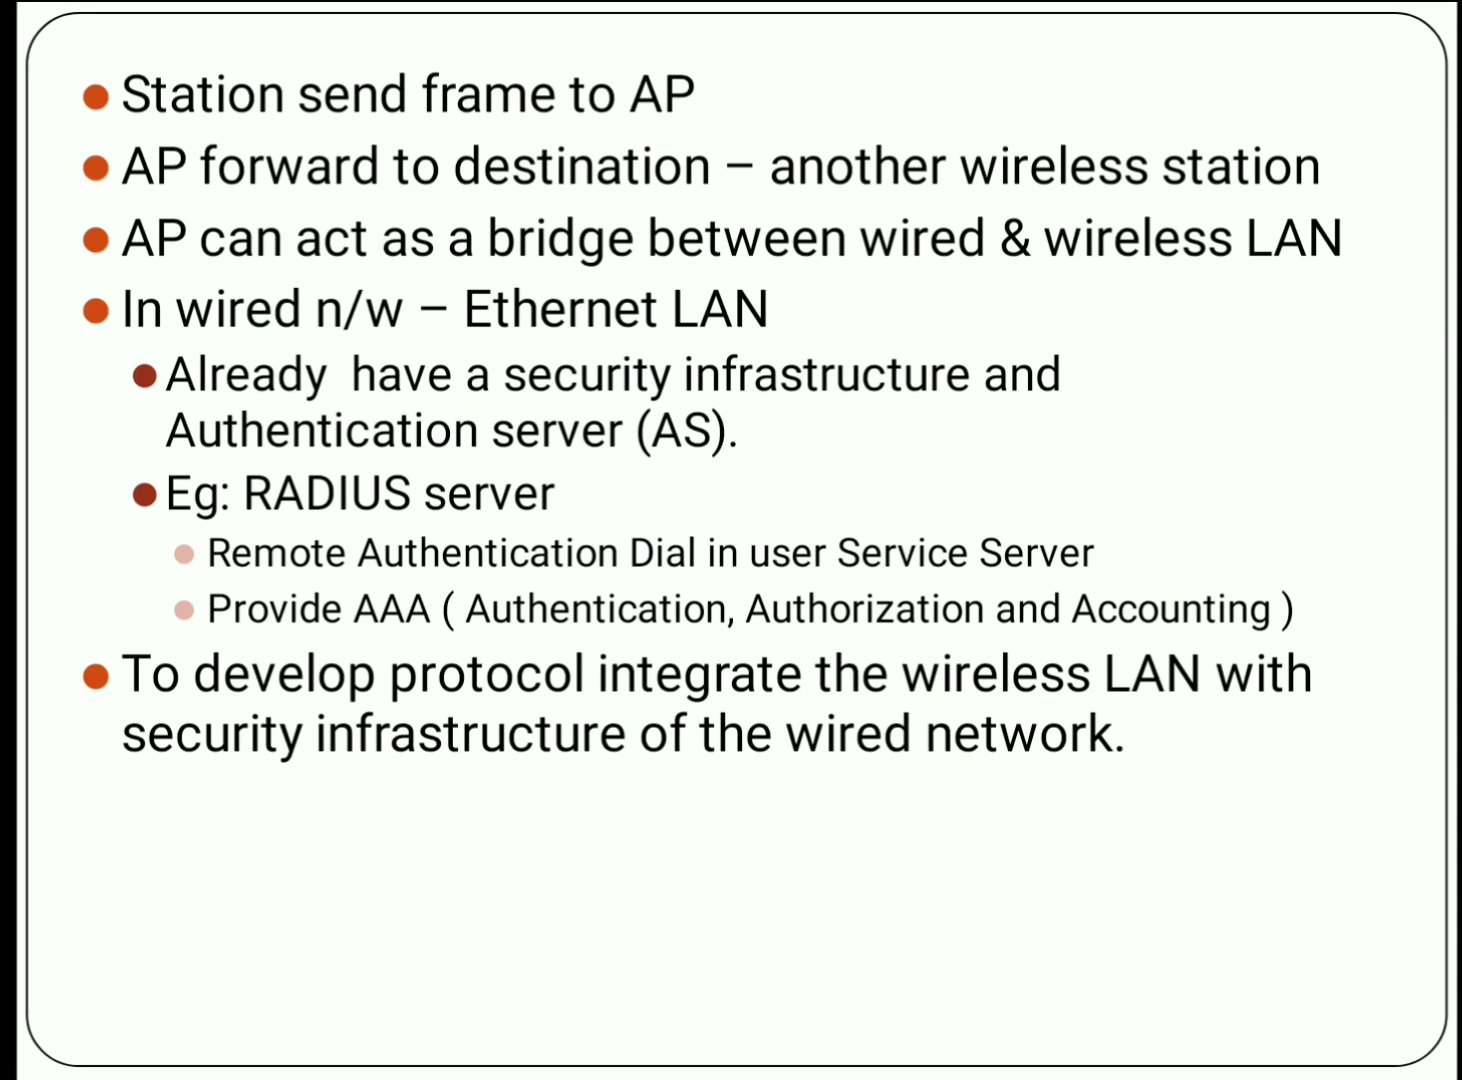 Station send frame to AP
AP forward to destination – another wireless station
AP can act as a bridge between wired & wireless LAN
In wired n/w – Ethernet LAN
Already have a security infrastructure and
Authentication server (AS).
Eg: RADIUS server
Remote Authentication Dial in user Service Server
Provide AAA ( Authentication, Authorization and Accounting )
To develop protocol integrate the wireless LAN with
security infrastructure of the wired network.